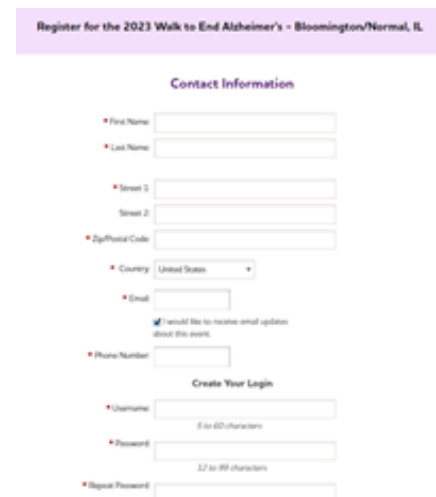 Register for the 2023 Walk to End Alzheimer's - Bloomington/Normal, IL
Contact Information
* First Name:
* Last Name:
* Street 1:
Street 2:
* Zip/Postal Code:
* Country United States
* Email:
I would like to receive email updates
about this event.
* Phone Number:
Create Your Login
* Username:
5 to 60 characters
* Password:
12 to 99 characters
* Repeat Password: